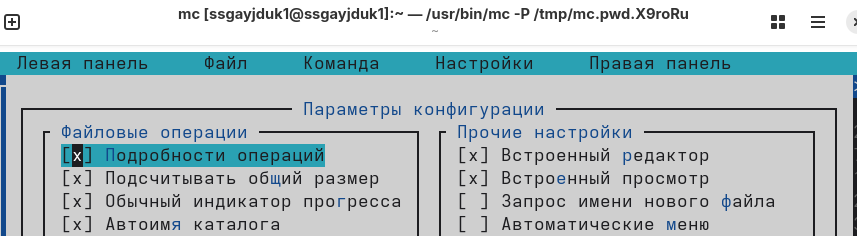 mc [ssgayjduk1@ssgayjduk1]:~ — /usr/bin/mc -P /tmp/mc.pwd.X9roRu
~
Левая панель Файл Команда Настройки Правая панель
Параметры конфигурации
Файловые операции Прочие настройки
[x] Подробности операций [x] Встроенный редактор
[x] Подсчитывать общий размер [x] Встроенный просмотр
[x] Обычный индикатор прогресса [ ] Запрос имени нового файла
[x] Автоимя каталога [ ] Автоматические меню